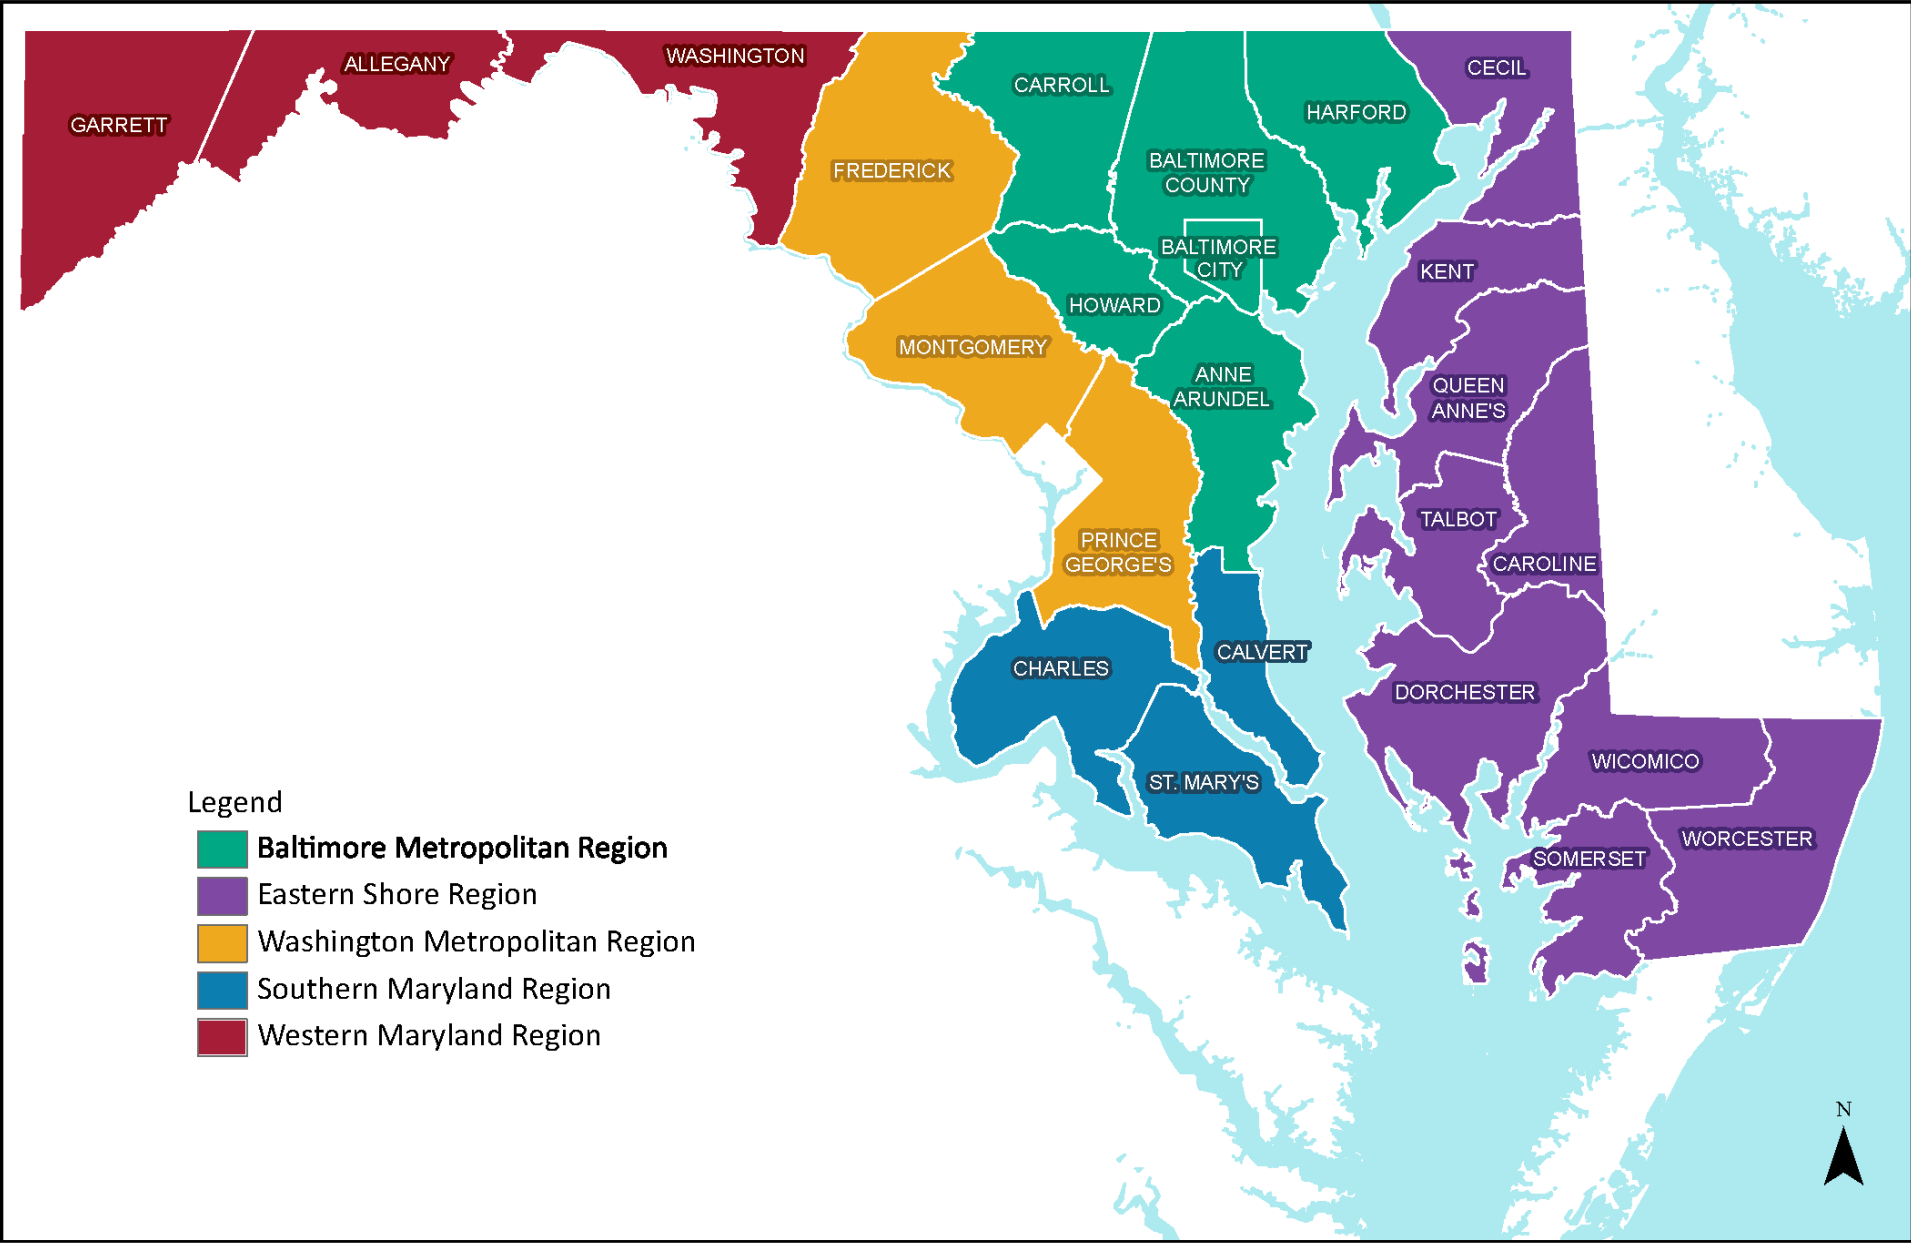 WASHINGTON
ALLEGANY
CECIL
CARROLL
HARFORD
GARRETT
BALTIMORE
COUNTY
FREDERICK
BALTIMORE
CITY
KENT
HOWARD
MONTGOMERY
ANNE
ARUNDEL
QUEEN
ANNE'S
TALBOT
PRINCE
GEORGE'S
CAROLINE
CALVERT
CHARLES
DORCHESTER
WICOMICO
ST. MARY'S
WORCESTER
SOMERSET
Legend
Baltimore Metropolitan Region
Eastern Shore Region
Washington Metropolitan Region
Southern Maryland Region
Western Maryland Region
N